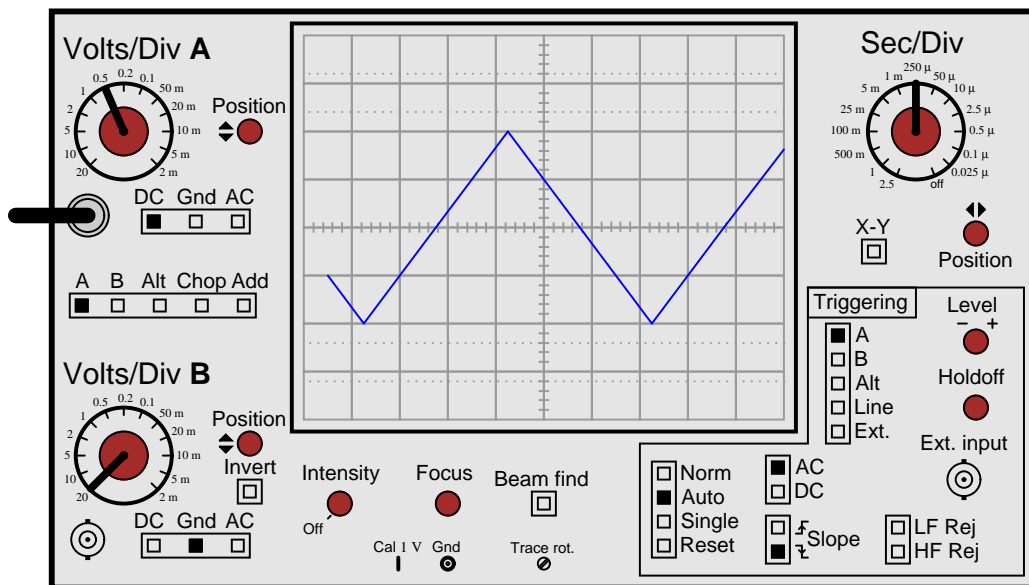 Volts/Div A
0.5 0.2 0.1
1 50 m
2 20 m
5 10 m
10 5 m
20 2 m
Position
DC Gnd AC
A B Alt Chop Add
Volts/Div B
0.5 0.2 0.1
1 50 m
2 20 m
5 10 m
10 5 m
20 2 m
Position
Invert
DC Gnd AC
Intensity
Off
Focus
Beam find
Cal 1 V Gnd Trace rot.
Sec/Div
250 µ
1 m 50 µ
5 m 10 µ
25 m 2.5 µ
100 m 0.5 µ
500 m 0.1 µ
1 0.025 µ
2.5 off
X-Y
Position
Triggering
A
B
Alt
Line
Ext.
Level
− +
Holdoff
Ext. input
Norm
Auto
Single
Reset
AC
DC
Slope
LF Rej
HF Rej